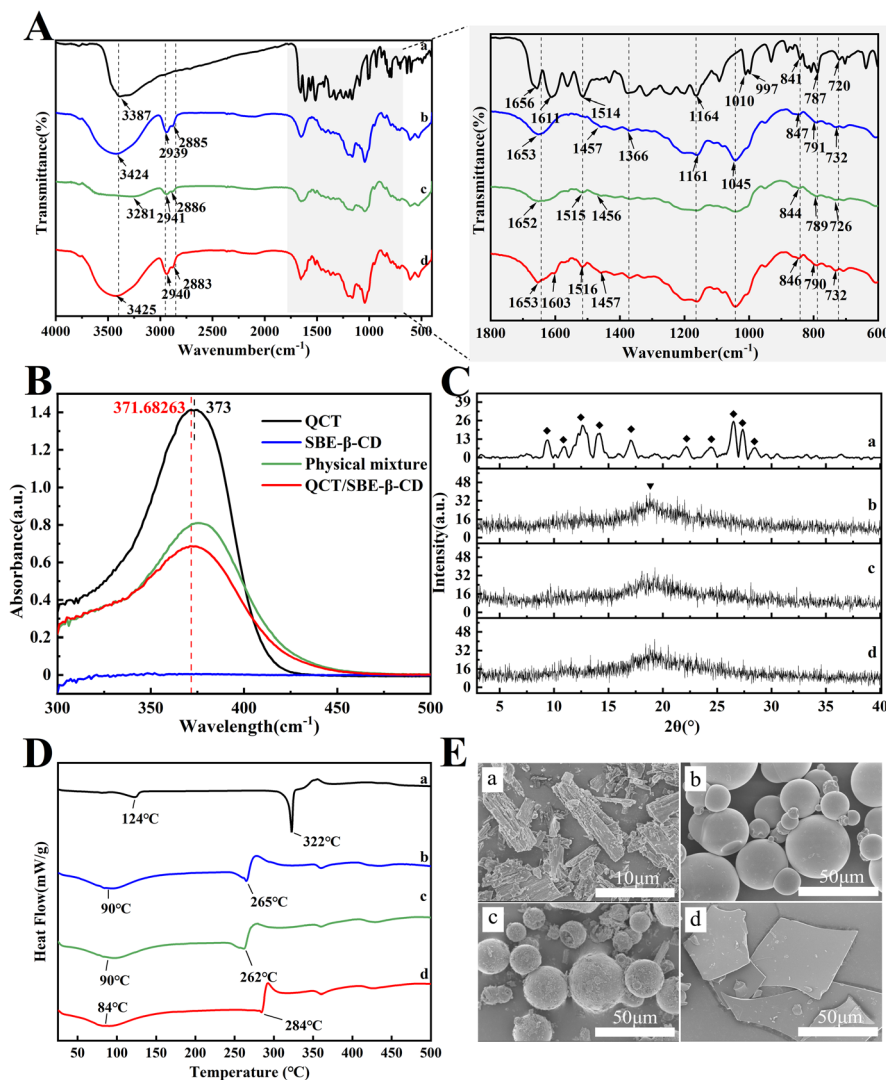 A
Transmittance(%)
a
3387
b
2885
2939
3424
c
2886
2941
3281
d
2883
2940
3425
4000 3500 3000 2500 2000 1500 1000 500
Wavenumber(cm⁻¹)
Transmittance(%)
a
1656
1611
1514
1164
1010
997
841
787
720
b
1653
1457
1366
1161
1045
847
791
732
c
1652
1515
1456
844
789
726
d
1653
1603
1516
1457
846
790
732
1800 1600 1400 1200 1000 800 600
Wavenumber(cm⁻¹)
B
371.68263
373
QCT
SBE-β-CD
Physical mixture
QCT/SBE-β-CD
Absorbance(a.u.)
1.4
1.2
1.0
0.8
0.6
0.4
0.2
0
300 350 400 450 500
Wavelength(cm⁻¹)
C
Intensity(a.u.)
39
26
13
0
a
48
32
16
0
b
48
36
24
12
0
c
48
32
16
0
d
5 10 15 20 25 30 35 40
2θ(°)
D
Heat Flow(mW/g)
a
124℃
322℃
b
90℃
265℃
c
90℃
262℃
d
84℃
284℃
50 100 150 200 250 300 350 400 450 500
Temperature (℃)
E
a
10μm
b
50μm
c
50μm
d
50μm